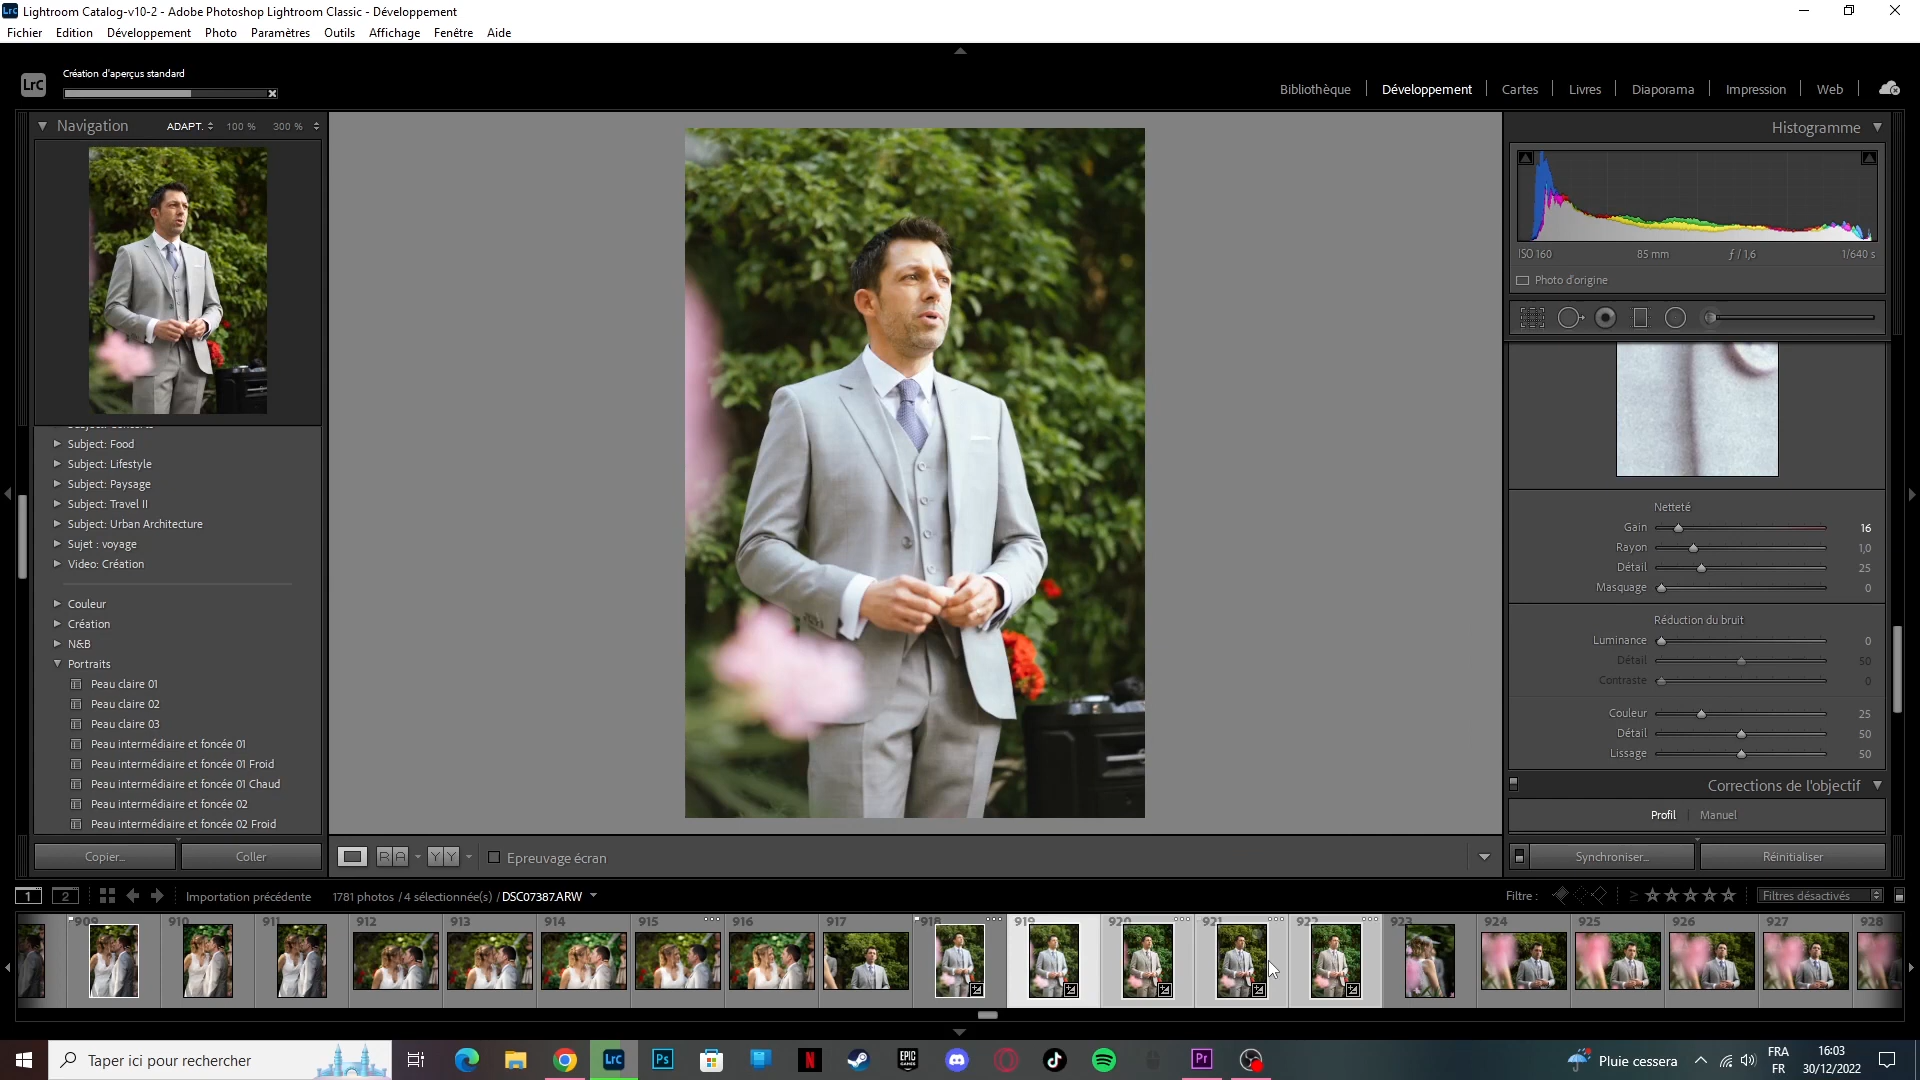 Lightroom Catalog-v10-2 - Adobe Photoshop Lightroom Classic - Développement
Fichier Edition Développement Photo Paramètres Outils Affichage Fenêtre Aide
LrC Création d'aperçus standard
Bibliothèque Développement Cartes Livres Diaporama Impression Web
Navigation ADAPT. 100 % 300 %
Subject: Food
Subject: Lifestyle
Subject: Paysage
Subject: Travel II
Subject: Urban Architecture
Sujet : voyage
Video: Création
Couleur
Création
N&B
Portraits
Peau claire 01
Peau claire 02
Peau claire 03
Peau intermédiaire et foncée 01
Peau intermédiaire et foncée 01 Froid
Peau intermédiaire et foncée 01 Chaud
Peau intermédiaire et foncée 02
Peau intermédiaire et foncée 02 Froid
Copier... Coller
R A Y Y Epreuvage écran
Histogramme
ISO 160 85 mm ƒ / 1,6 1/640 s
Photo d'origine
Netteté
Gain 16
Rayon 1,0
Détail 25
Masquage 0
Réduction du bruit
Luminance 0
Détail 50
Contraste 0
Couleur 25
Détail 50
Lissage 50
Corrections de l'objectif
Profil Manuel
Synchroniser... Réinitialiser
1 2 Importation précédente 1781 photos /4 sélectionnée(s) /DSC07387.ARW Filtre : Filtres désactivés
909 910 911 912 913 914 915 916 917 918 919 920 921 922 923 924 925 926 927 928
Taper ici pour rechercher LrC Ps N EPIC GAMES Pr Pluie cessera FRA FR 16:03 30/12/2022